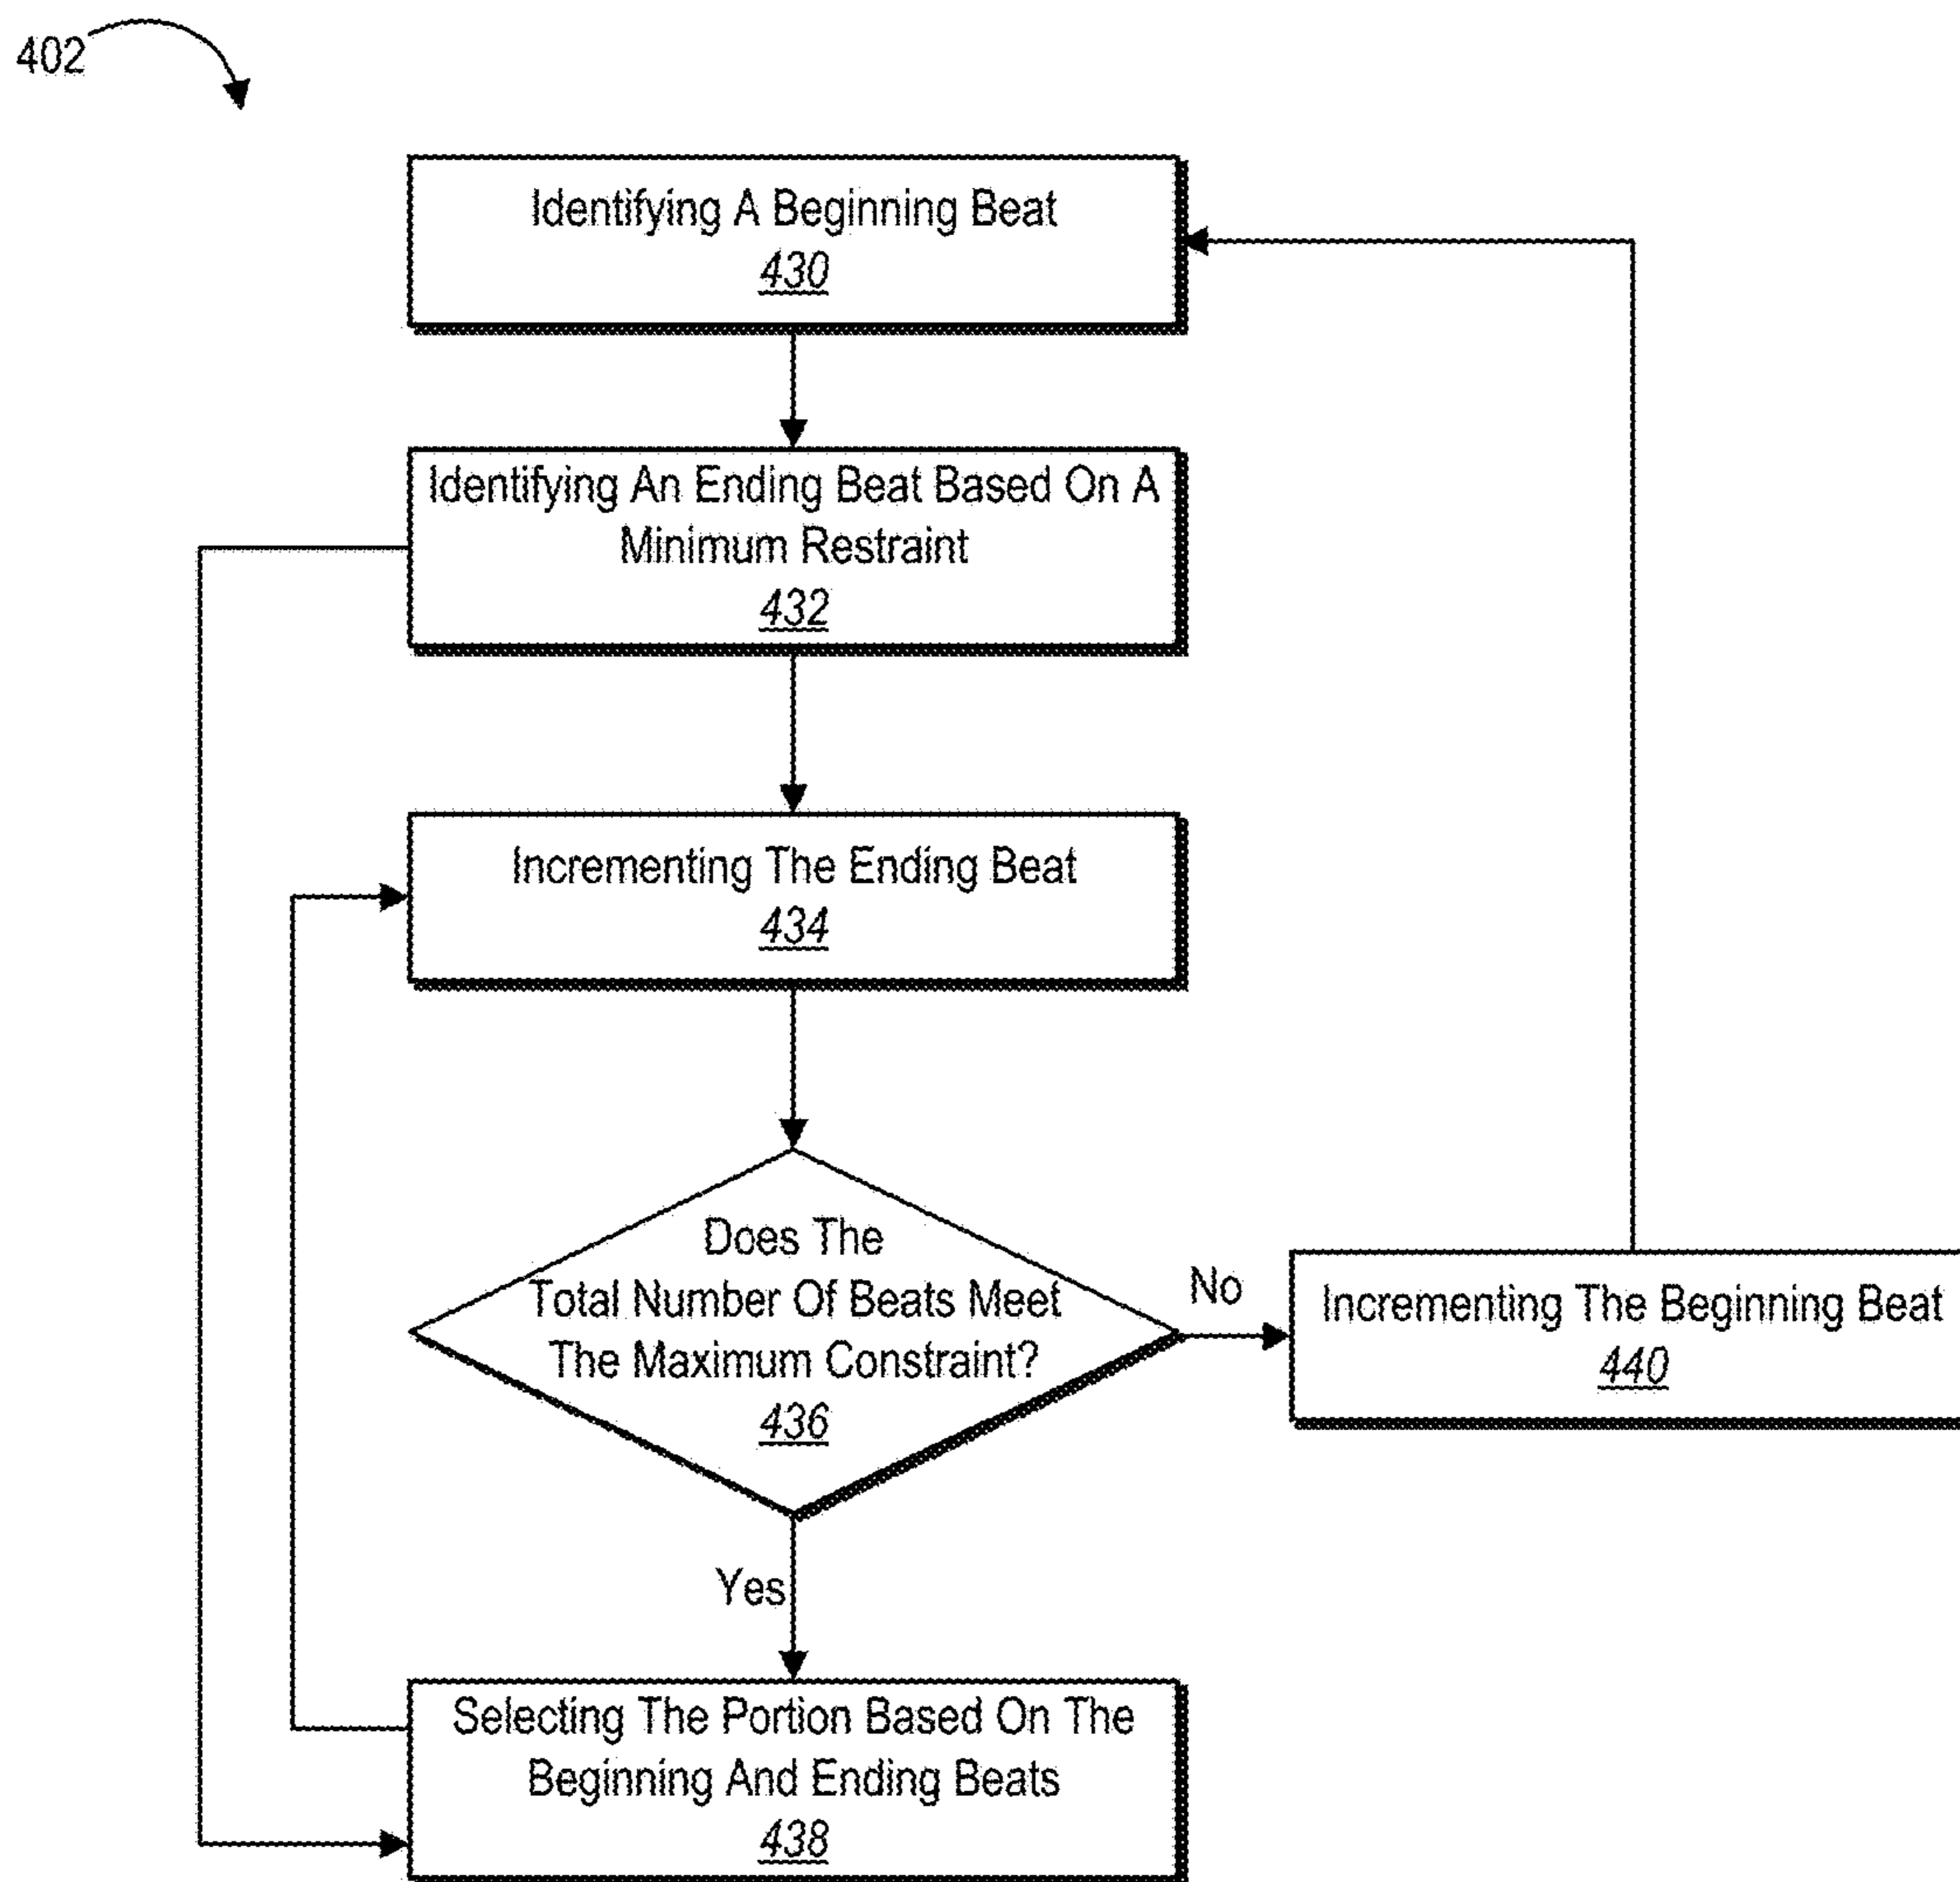 402
Identifying A Beginning Beat
430
Identifying An Ending Beat Based On A
Minimum Restraint
432
Incrementing The Ending Beat
434
Does The
Total Number Of Beats Meet
The Maximum Constraint?
436
No
Incrementing The Beginning Beat
440
Yes
Selecting The Portion Based On The
Beginning And Ending Beats
438